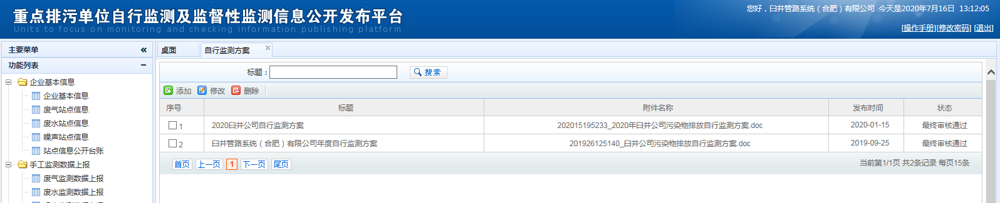 重点排污单位自行监测及监督性监测信息公开发布平台
Units to focus on monitoring and checking information publishing platform
您好，臼井管路系统（合肥）有限公司 今天是2020年7月16日 13:12:05
[操作手册][修改密码] [退出]
主要菜单
功能列表
企业基本信息
企业基本信息
废气站点信息
废水站点信息
噪声站点信息
站点信息公开台账
手工监测数据上报
废气监测数据上报
废水监测数据上报
桌面 自行监测方案
标题： 搜索
添加 修改 删除
序号 标题 附件名称 发布时间 状态
1 2020臼井公司自行监测方案 202015195233_2020年臼井公司污染物排放自行监测方案.doc 2020-01-15 最终审核通过
2 臼井管路系统（合肥）有限公司年度自行监测方案 201926125140_臼井公司污染物排放自行监测方案.doc 2019-09-25 最终审核通过
首页 上一页 1 下一页 尾页 当前第1/1页 共2条记录 每页15条